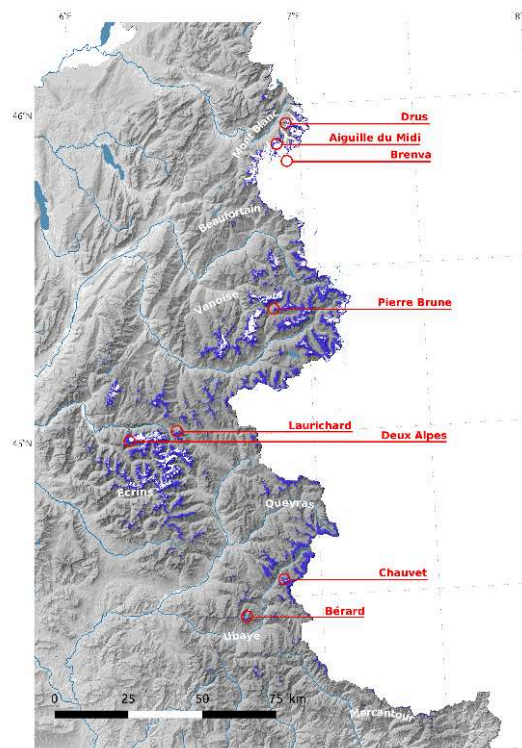 6°E
7°E
8°
46°N
Drus
Mont Blanc
Aiguille du Midi
Brenva
Beaufortain
Vanoise
Pierre Brune
Laurichard
45°N
Deux Alpes
Ecrins
Queyras
Chauvet
Bérard
Ubaye
0 25 50 75 km
Mercantour